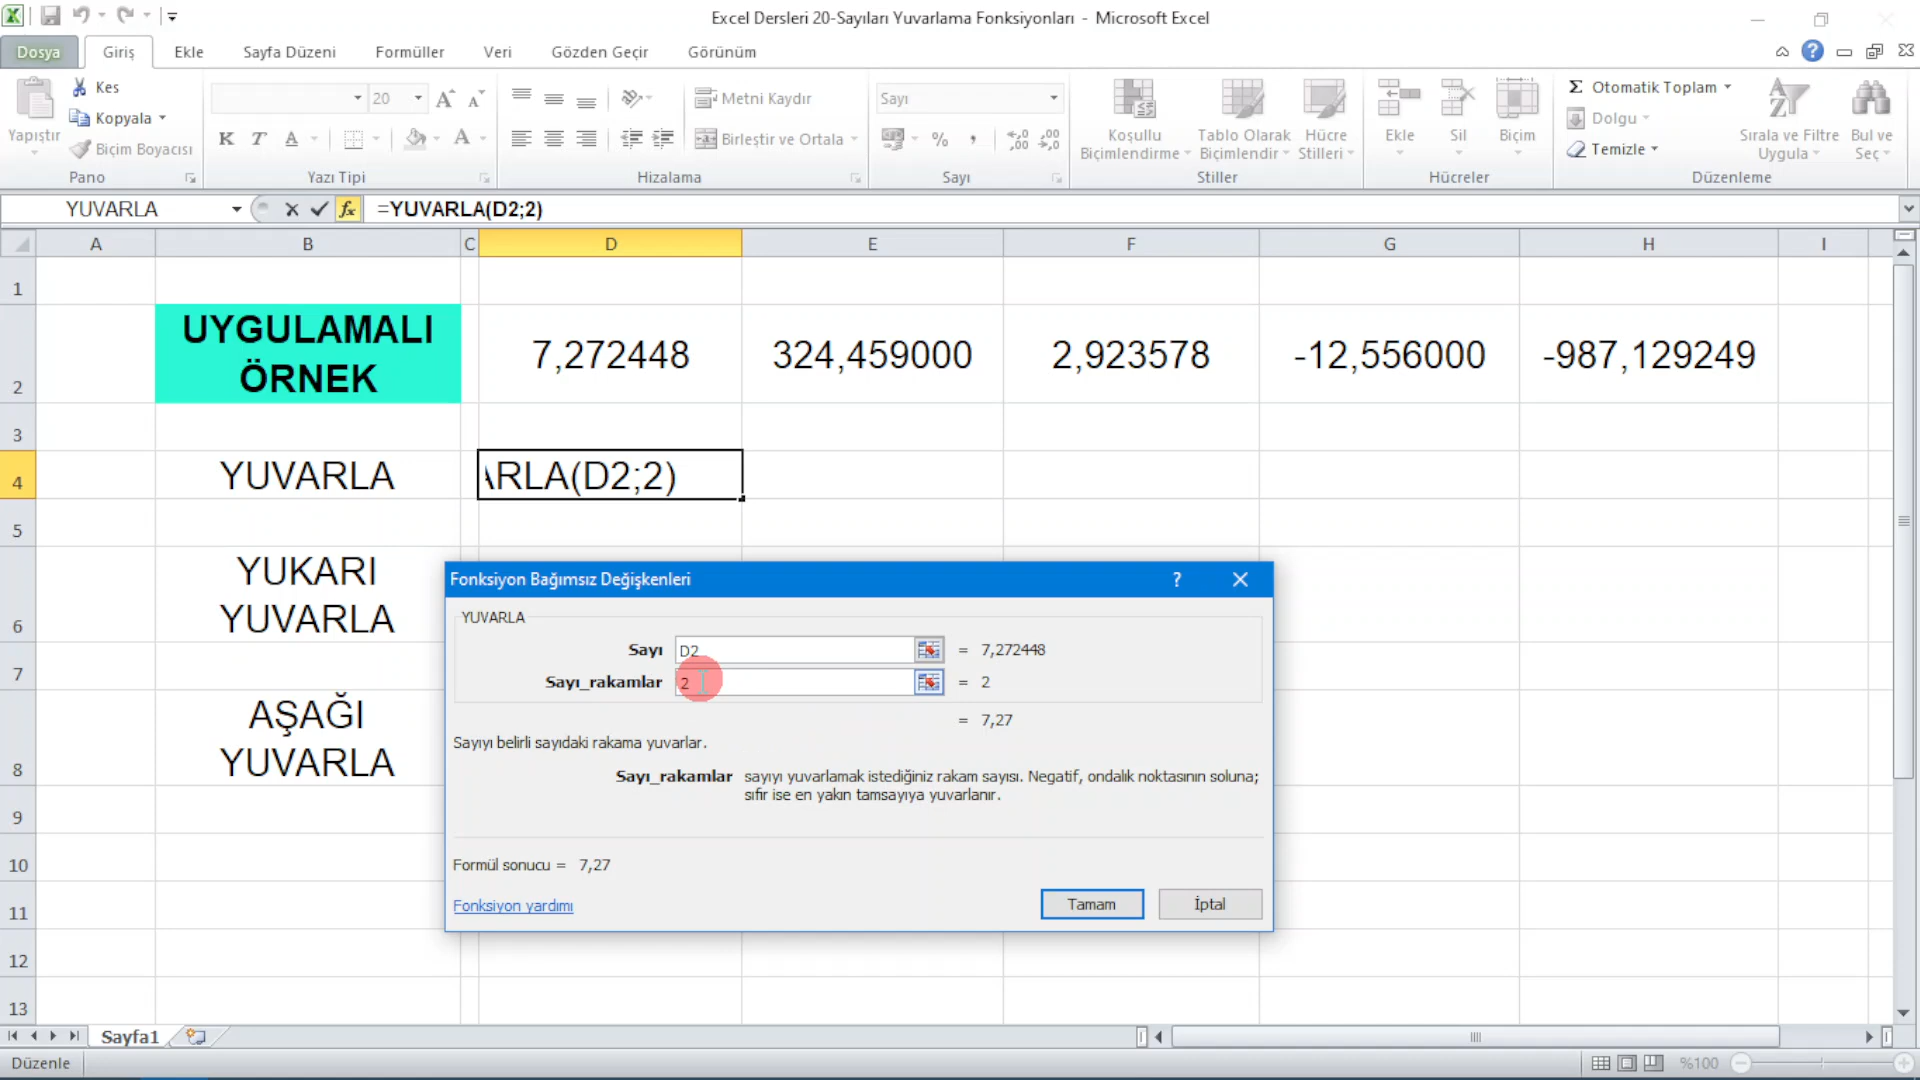 Excel Dersleri 20-Sayıları Yuvarlama Fonksiyonları - Microsoft Excel
Dosya Giriş Ekle Sayfa Düzeni Formüller Veri Gözden Geçir Görünüm
Yapıştır
Kes
Kopyala
Biçim Boyacısı
Pano
20
K T A
Yazı Tipi
Metni Kaydır
Birleştir ve Ortala
Hizalama
Sayı
%
Sayı
Koşullu
Biçimlendirme
Tablo Olarak
Biçimlendir
Hücre
Stilleri
Stiller
Ekle
Sil
Biçim
Hücreler
Σ Otomatik Toplam
Dolgu
Temizle
Sırala ve Filtre
Uygula
Bul ve
Seç
Düzenleme
YUVARLA fx =YUVARLA(D2;2)
A B C D E F G H I
1
2 UYGULAMALI
ÖRNEK
7,272448 324,459000 2,923578 -12,556000 -987,129249
3
4 YUVARLA ARLA(D2;2)
5
6 YUKARI
YUVARLA
7
8 AŞAĞI
YUVARLA
9
10
11
12
13
Fonksiyon Bağımsız Değişkenleri ?
YUVARLA
Sayı D2 = 7,272448
Sayı_rakamlar 2 = 2
= 7,27
Sayıyı belirli sayıdaki rakama yuvarlar.
Sayı_rakamlar sayıyı yuvarlamak istediğiniz rakam sayısı. Negatif, ondalık noktasının soluna;
sıfır ise en yakın tamsayıya yuvarlanır.
Formül sonucu = 7,27
Fonksiyon yardımı
Tamam İptal
Sayfa1
Düzenle %100